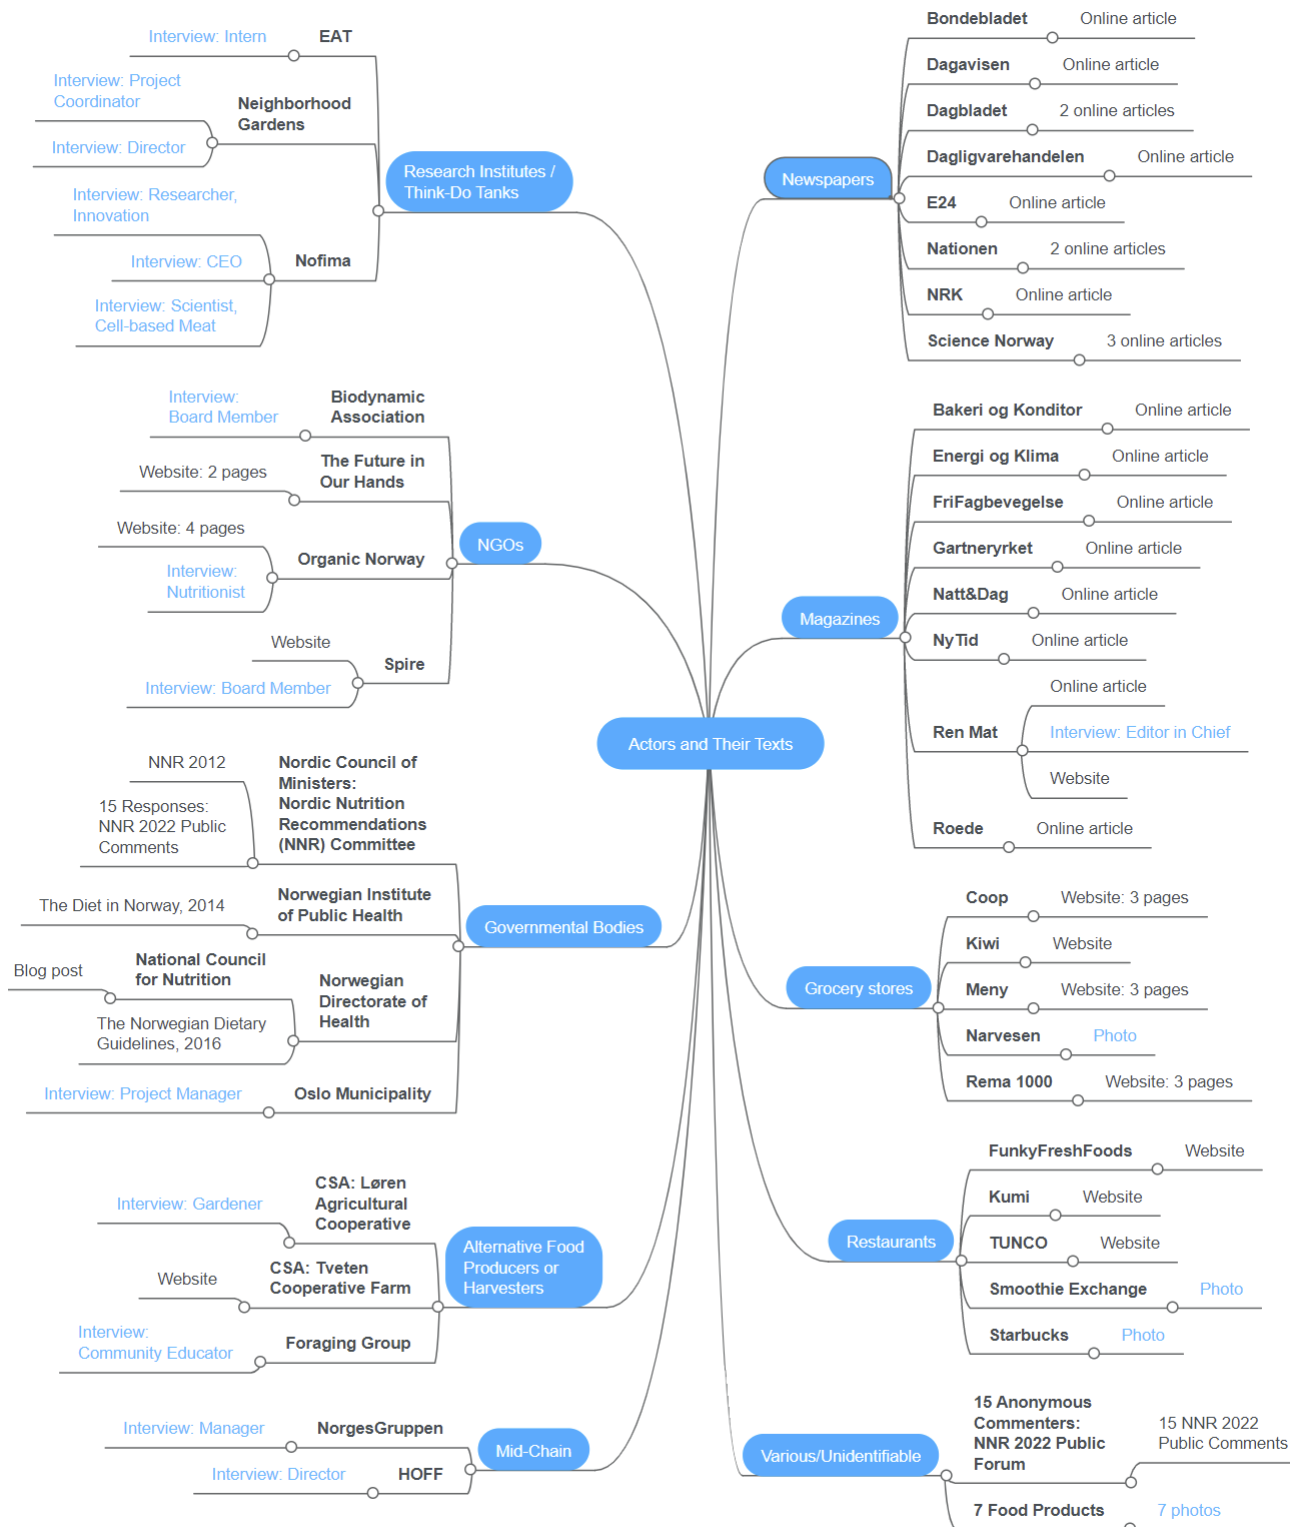 Actors and Their Texts
Research Institutes /
Think-Do Tanks
EAT
Interview: Intern
Neighborhood
Gardens
Interview: Project
Coordinator
Interview: Director
Nofima
Interview: Researcher,
Innovation
Interview: CEO
Interview: Scientist,
Cell-based Meat
NGOs
Biodynamic
Association
Interview:
Board Member
The Future in
Our Hands
Website: 2 pages
Organic Norway
Website: 4 pages
Interview:
Nutritionist
Spire
Website
Interview: Board Member
Governmental Bodies
Nordic Council of
Ministers:
Nordic Nutrition
Recommendations
(NNR) Committee
NNR 2012
15 Responses:
NNR 2022 Public
Comments
Norwegian Institute
of Public Health
The Diet in Norway, 2014
Norwegian
Directorate of
Health
National Council
for Nutrition
Blog post
The Norwegian Dietary
Guidelines, 2016
Oslo Municipality
Interview: Project Manager
Alternative Food
Producers or
Harvesters
CSA: Løren
Agricultural
Cooperative
Interview: Gardener
CSA: Tveten
Cooperative Farm
Website
Foraging Group
Interview:
Community Educator
Mid-Chain
NorgesGruppen
Interview: Manager
HOFF
Interview: Director
Newspapers
Bondebladet
Online article
Dagavisen
Online article
Dagbladet
2 online articles
Dagligvarehandelen
Online article
E24
Online article
Nationen
2 online articles
NRK
Online article
Science Norway
3 online articles
Magazines
Bakeri og Konditor
Online article
Energi og Klima
Online article
FriFagbevegelse
Online article
Gartneryrket
Online article
Natt&Dag
Online article
NyTid
Online article
Ren Mat
Online article
Interview: Editor in Chief
Website
Roede
Online article
Grocery stores
Coop
Website: 3 pages
Kiwi
Website
Meny
Website: 3 pages
Narvesen
Photo
Rema 1000
Website: 3 pages
Restaurants
FunkyFreshFoods
Website
Kumi
Website
TUNCO
Website
Smoothie Exchange
Photo
Starbucks
Photo
Various/Unidentifiable
15 Anonymous
Commenters:
NNR 2022 Public
Forum
15 NNR 2022
Public Comments
7 Food Products
7 photos